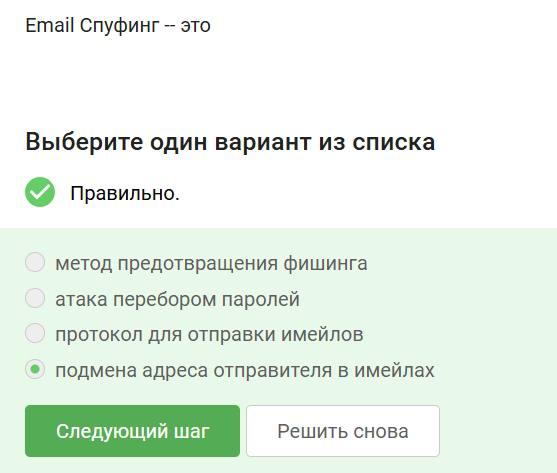 Email Спуфинг -- это
Выберите один вариант из списка
Правильно.
метод предотвращения фишинга
атака перебором паролей
протокол для отправки имейлов
подмена адреса отправителя в имейлах
Следующий шаг
Решить снова